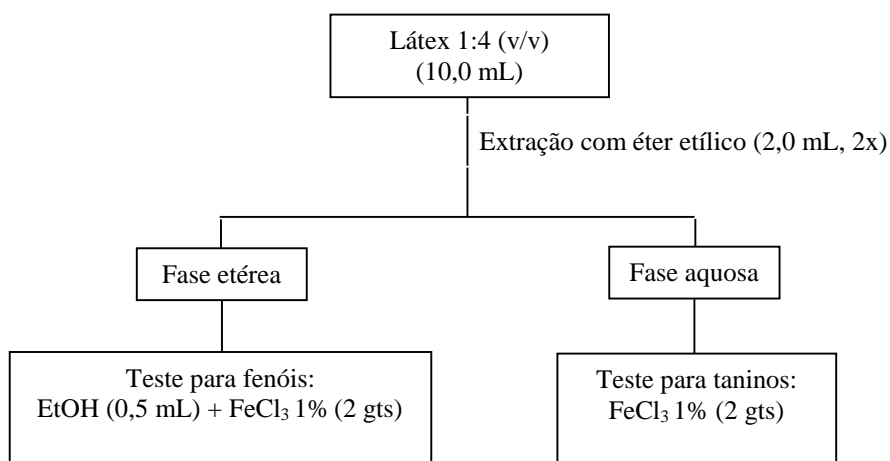 Látex 1:4 (v/v)
(10,0 mL)
Extração com éter etílico (2,0 mL, 2x)
Fase etérea
Fase aquosa
Teste para fenóis:
EtOH (0,5 mL) + FeCl₃ 1% (2 gts)
Teste para taninos:
FeCl₃ 1% (2 gts)